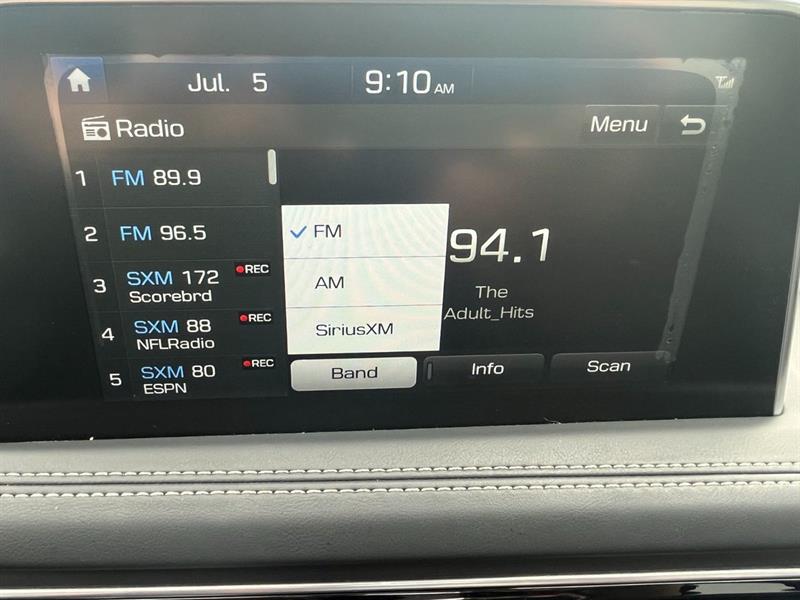 Jul. 5 9:10 AM
Radio Menu
1 FM 89.9
2 FM 96.5
3 SXM 172 REC
Scorebrd
4 SXM 88 REC
NFLRadio
5 SXM 80 REC
ESPN
FM
AM
SiriusXM
94.1
The
Adult_Hits
Band Info Scan